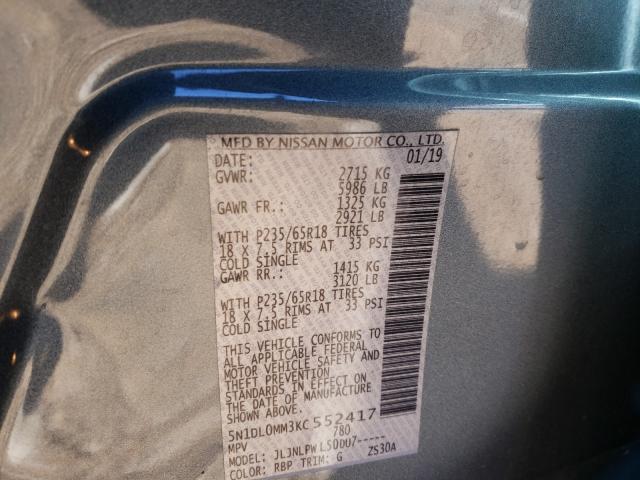 MFD BY NISSAN MOTOR CO., LTD.
DATE: 01/19
GVWR: 2715 KG
5986 LB
GAWR FR.: 1325 KG
2921 LB
WITH P235/65R18 TIRES
18 X 7.5 RIMS AT 33 PSI
COLD SINGLE
GAWR RR.: 1415 KG
3120 LB
WITH P235/65R18 TIRES
18 X 7.5 RIMS AT 33 PSI
COLD SINGLE
THIS VEHICLE CONFORMS TO
ALL APPLICABLE FEDERAL
MOTOR VEHICLE SAFETY AND
THEFT PREVENTION
STANDARDS IN EFFECT ON
THE DATE OF MANUFACTURE
SHOWN ABOVE.
5N1DL0MM3KC552417
MPV 780
MODEL: JLJNLPWL50DU7-----
COLOR: RBP TRIM: G ZS30A